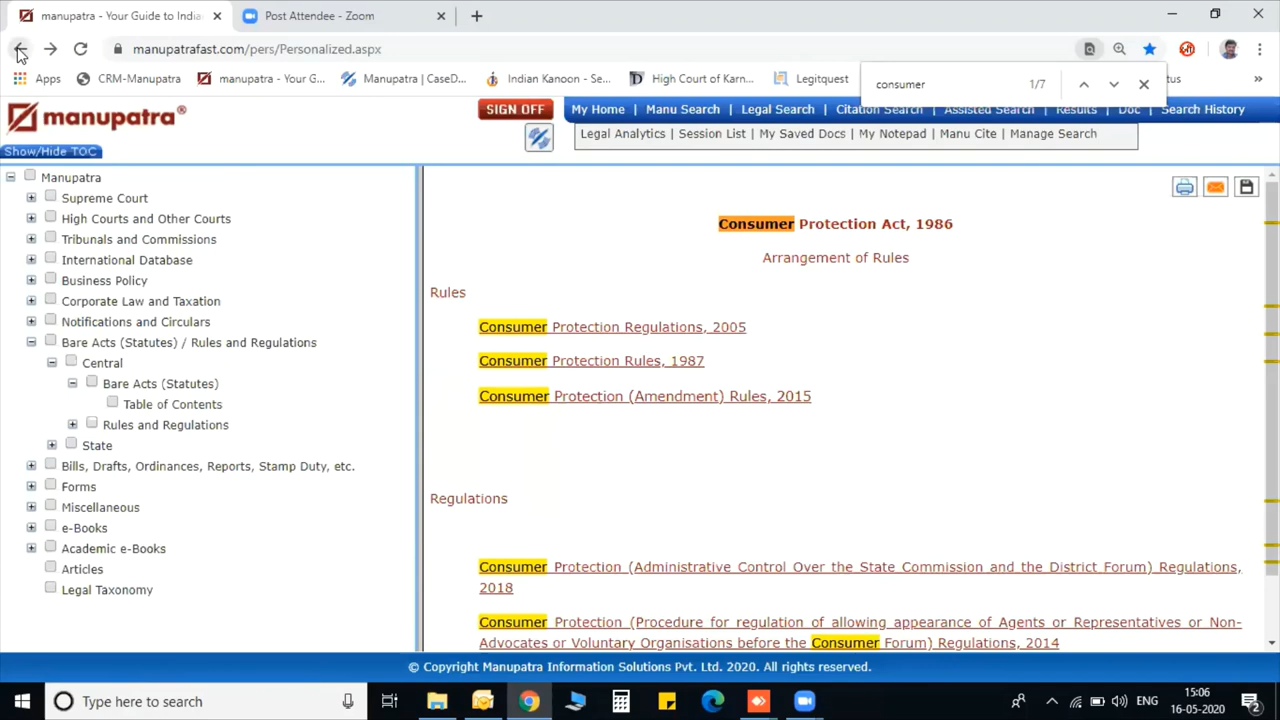 manupatra - Your Guide to India
Post Attendee - Zoom
manupatrafast.com/pers/Personalized.aspx
Apps
CRM-Manupatra
manupatra - Your G...
Manupatra | CaseD...
Indian Kanoon - Se...
High Court of Karn...
Legitquest
consumer 1/7
tus
»
manupatra®
SIGN OFF
My Home | Manu Search | Legal Search | Citation Search | Assisted Search | Results | Doc | Search History
Legal Analytics | Session List | My Saved Docs | My Notepad | Manu Cite | Manage Search
Show/Hide TOC
Manupatra
Supreme Court
High Courts and Other Courts
Tribunals and Commissions
International Database
Business Policy
Corporate Law and Taxation
Notifications and Circulars
Bare Acts (Statutes) / Rules and Regulations
Central
Bare Acts (Statutes)
Table of Contents
Rules and Regulations
State
Bills, Drafts, Ordinances, Reports, Stamp Duty, etc.
Forms
Miscellaneous
e-Books
Academic e-Books
Articles
Legal Taxonomy
Consumer Protection Act, 1986
Arrangement of Rules
Rules
Consumer Protection Regulations, 2005
Consumer Protection Rules, 1987
Consumer Protection (Amendment) Rules, 2015
Regulations
Consumer Protection (Administrative Control Over the State Commission and the District Forum) Regulations,
2018
Consumer Protection (Procedure for regulation of allowing appearance of Agents or Representatives or Non-
Advocates or Voluntary Organisations before the Consumer Forum) Regulations, 2014
© Copyright Manupatra Information Solutions Pvt. Ltd. 2020. All rights reserved.
Type here to search
ENG
15:06
16-05-2020
2